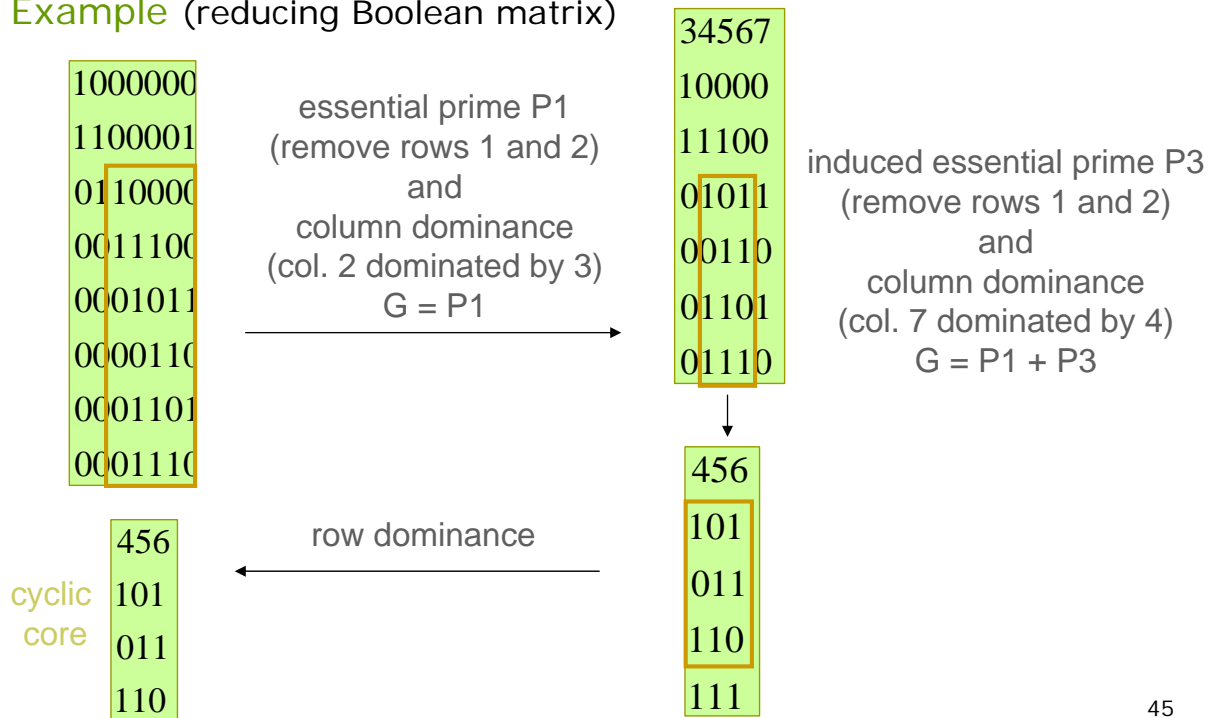 Example (reducing Boolean matrix)
1000000
1100001
0110000
0011100
0001011
0000110
0001101
0001110
essential prime P1
(remove rows 1 and 2)
and
column dominance
(col. 2 dominated by 3)
G = P1
34567
10000
11100
01011
00110
01101
01110
induced essential prime P3
(remove rows 1 and 2)
and
column dominance
(col. 7 dominated by 4)
G = P1 + P3
456
101
011
110
111
row dominance
456
101
011
110
cyclic
core
45